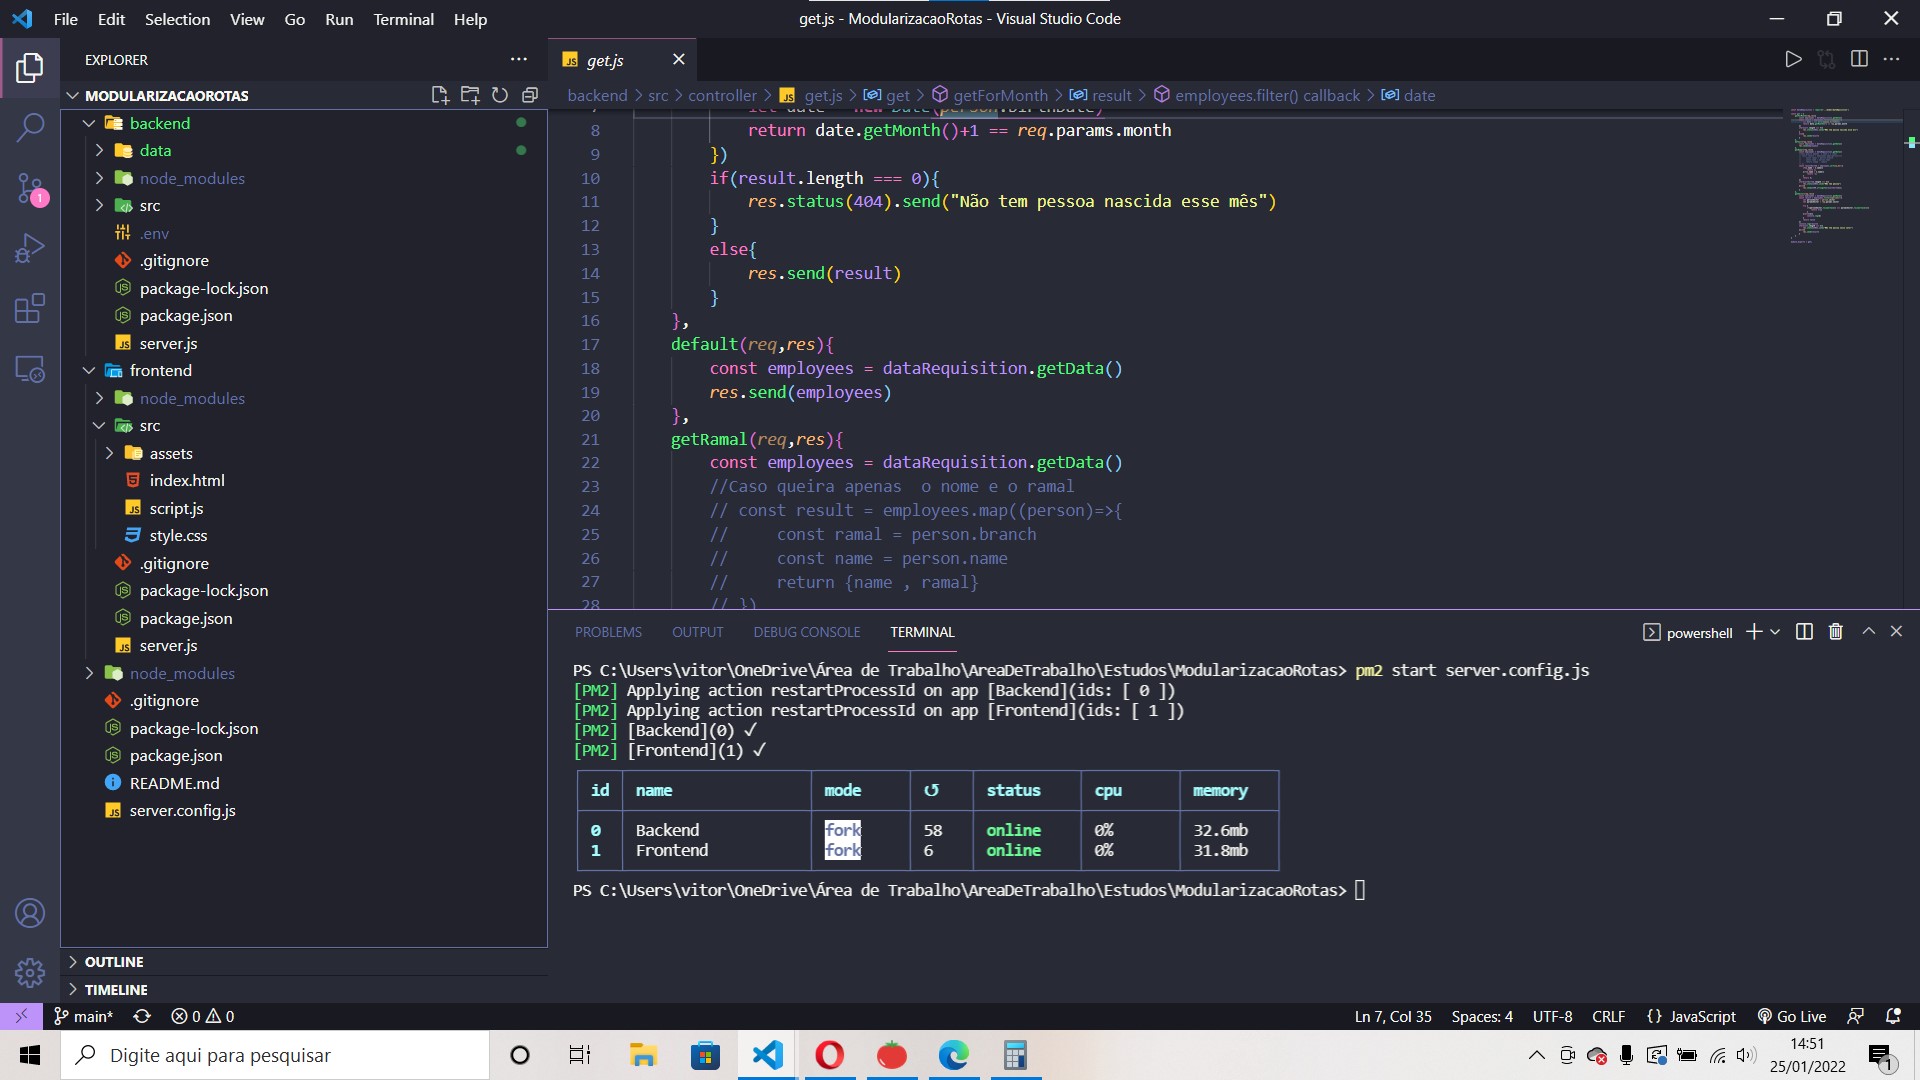 File Edit Selection View Go Run Terminal Help
get.js - ModularizacaoRotas - Visual Studio Code
EXPLORER
MODULARIZACAOROTAS
backend
data
node_modules
src
.env
.gitignore
package-lock.json
package.json
server.js
frontend
node_modules
src
assets
index.html
script.js
style.css
.gitignore
package-lock.json
package.json
server.js
node_modules
.gitignore
package-lock.json
package.json
README.md
server.config.js
OUTLINE
TIMELINE
1
get.js
backend > src > controller > get.js > get > getForMonth > result > employees.filter() callback > date
8 return date.getMonth()+1 == req.params.month
9 })
10 if(result.length === 0){
11 res.status(404).send("Não tem pessoa nascida esse mês")
12 }
13 else{
14 res.send(result)
15 }
16 },
17 default(req,res){
18 const employees = dataRequisition.getData()
19 res.send(employees)
20 },
21 getRamal(req,res){
22 const employees = dataRequisition.getData()
23 //Caso queira apenas  o nome e o ramal
24 // const result = employees.map((person)=>{
25 //     const ramal = person.branch
26 //     const name = person.name
27 //     return {name , ramal}
28 // })
PROBLEMS OUTPUT DEBUG CONSOLE TERMINAL
powershell
PS C:\Users\vitor\OneDrive\Área de Trabalho\AreaDeTrabalho\Estudos\ModularizacaoRotas> pm2 start server.config.js
[PM2] Applying action restartProcessId on app [Backend](ids: [ 0 ])
[PM2] Applying action restartProcessId on app [Frontend](ids: [ 1 ])
[PM2] [Backend](0) ✓
[PM2] [Frontend](1) ✓
id name mode ↺ status cpu memory
0 Backend fork 58 online 0% 32.6mb
1 Frontend fork 6 online 0% 31.8mb
PS C:\Users\vitor\OneDrive\Área de Trabalho\AreaDeTrabalho\Estudos\ModularizacaoRotas>
main* 0 0
Ln 7, Col 35 Spaces: 4 UTF-8 CRLF {} JavaScript Go Live
Digite aqui para pesquisar
14:51
25/01/2022
1